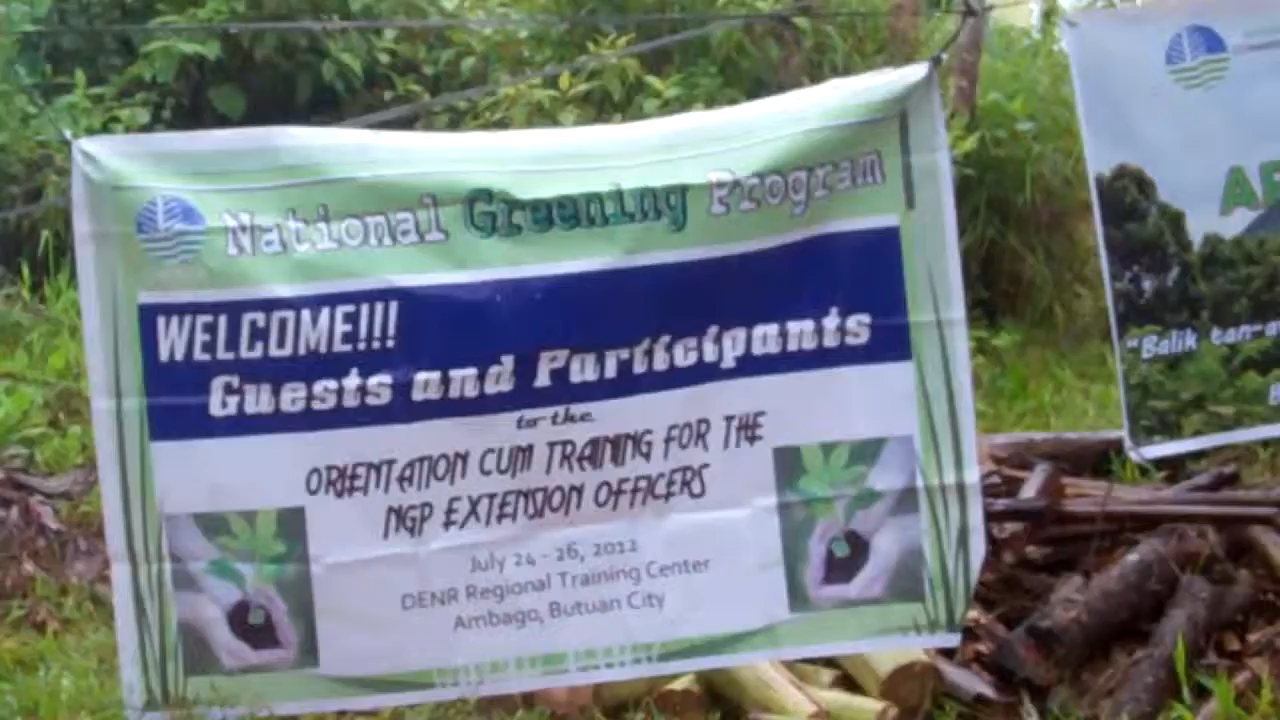 National Greening Program
WELCOME!!!
Guests and Participants
to the
ORIENTATION CUM TRAINING FOR THE
NGP EXTENSION OFFICERS
July 24 - 26, 2012
DENR Regional Training Center
Ambago, Butuan City
"Balik